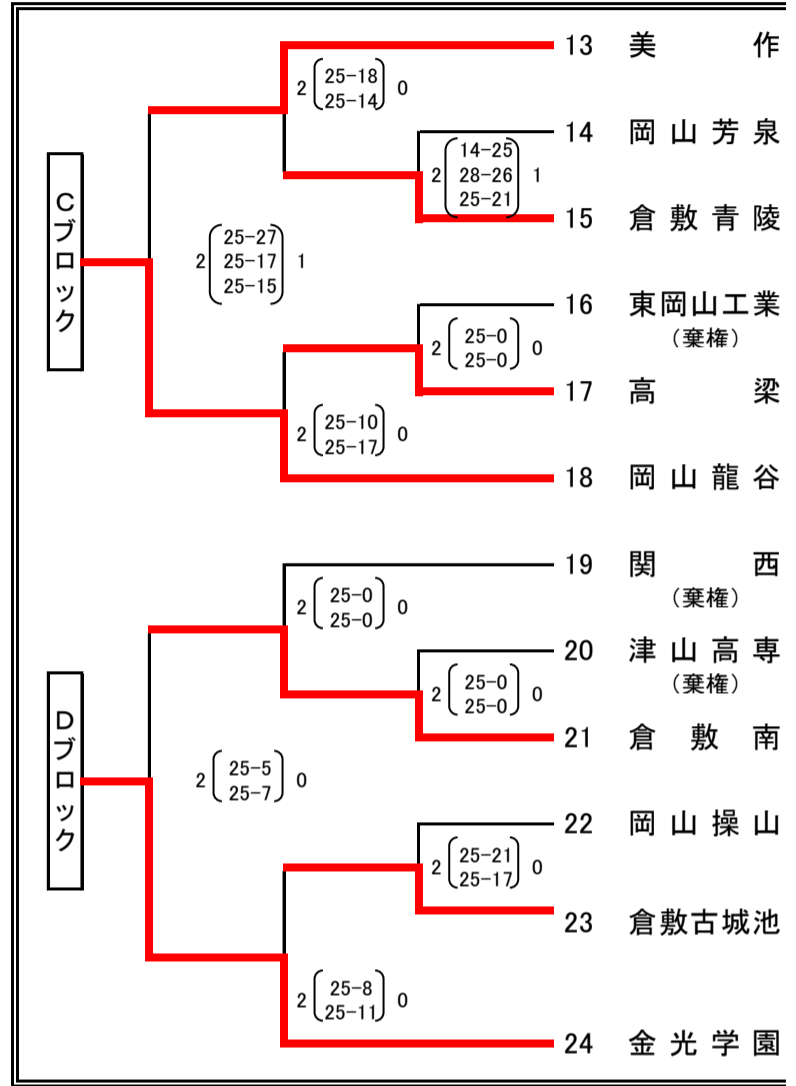 13 美作
2 25-18 0
25-14
14 岡山芳泉
14-25
2 28-26 1
25-21
15 倉敷青陵
Cブロック
25-27
2 25-17 1
25-15
16 東岡山工業
(棄権)
2 25-0 0
25-0
17 高梁
2 25-10 0
25-17
18 岡山龍谷
19 関西
(棄権)
2 25-0 0
25-0
20 津山高専
(棄権)
2 25-0 0
25-0
21 倉敷南
Dブロック
2 25-5 0
25-7
22 岡山操山
2 25-21 0
25-17
23 倉敷古城池
2 25-8 0
25-11
24 金光学園